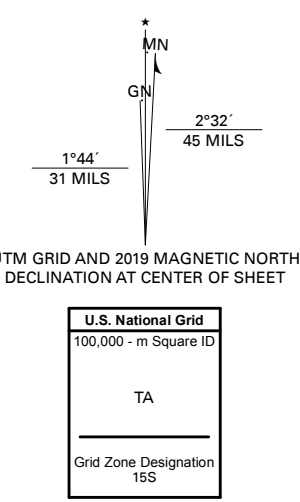 ★
MN
GN
2°32´
45 MILS
1°44´
31 MILS
UTM GRID AND 2019 MAGNETIC NORTH
DECLINATION AT CENTER OF SHEET
U.S. National Grid
100,000 - m Square ID
TA
Grid Zone Designation
15S